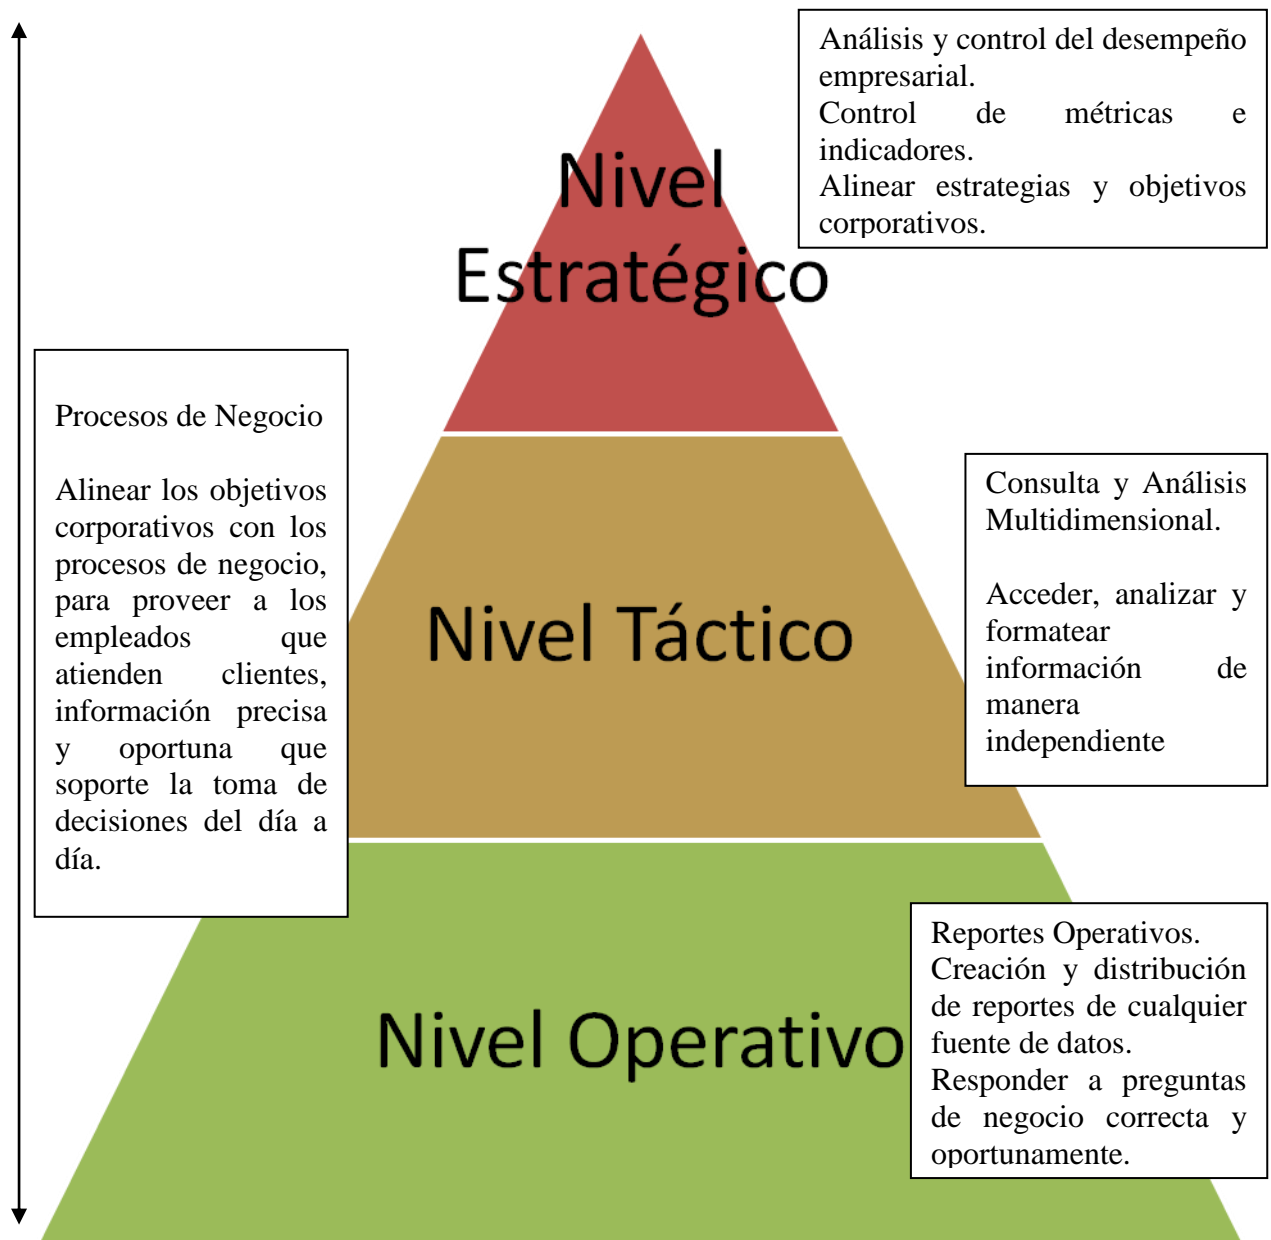 Análisis y control del desempeño
empresarial.
Control de métricas e
indicadores.
Alinear estrategias y objetivos
corporativos.
Nivel
Estratégico
Procesos de Negocio
Alinear los objetivos
corporativos con los
procesos de negocio,
para proveer a los
empleados que
atienden clientes,
información precisa
y oportuna que
soporte la toma de
decisiones del día a
día.
Nivel Táctico
Consulta y Análisis
Multidimensional.
Acceder, analizar y
formatear
información de
manera
independiente
Nivel Operativo
Reportes Operativos.
Creación y distribución
de reportes de cualquier
fuente de datos.
Responder a preguntas
de negocio correcta y
oportunamente.